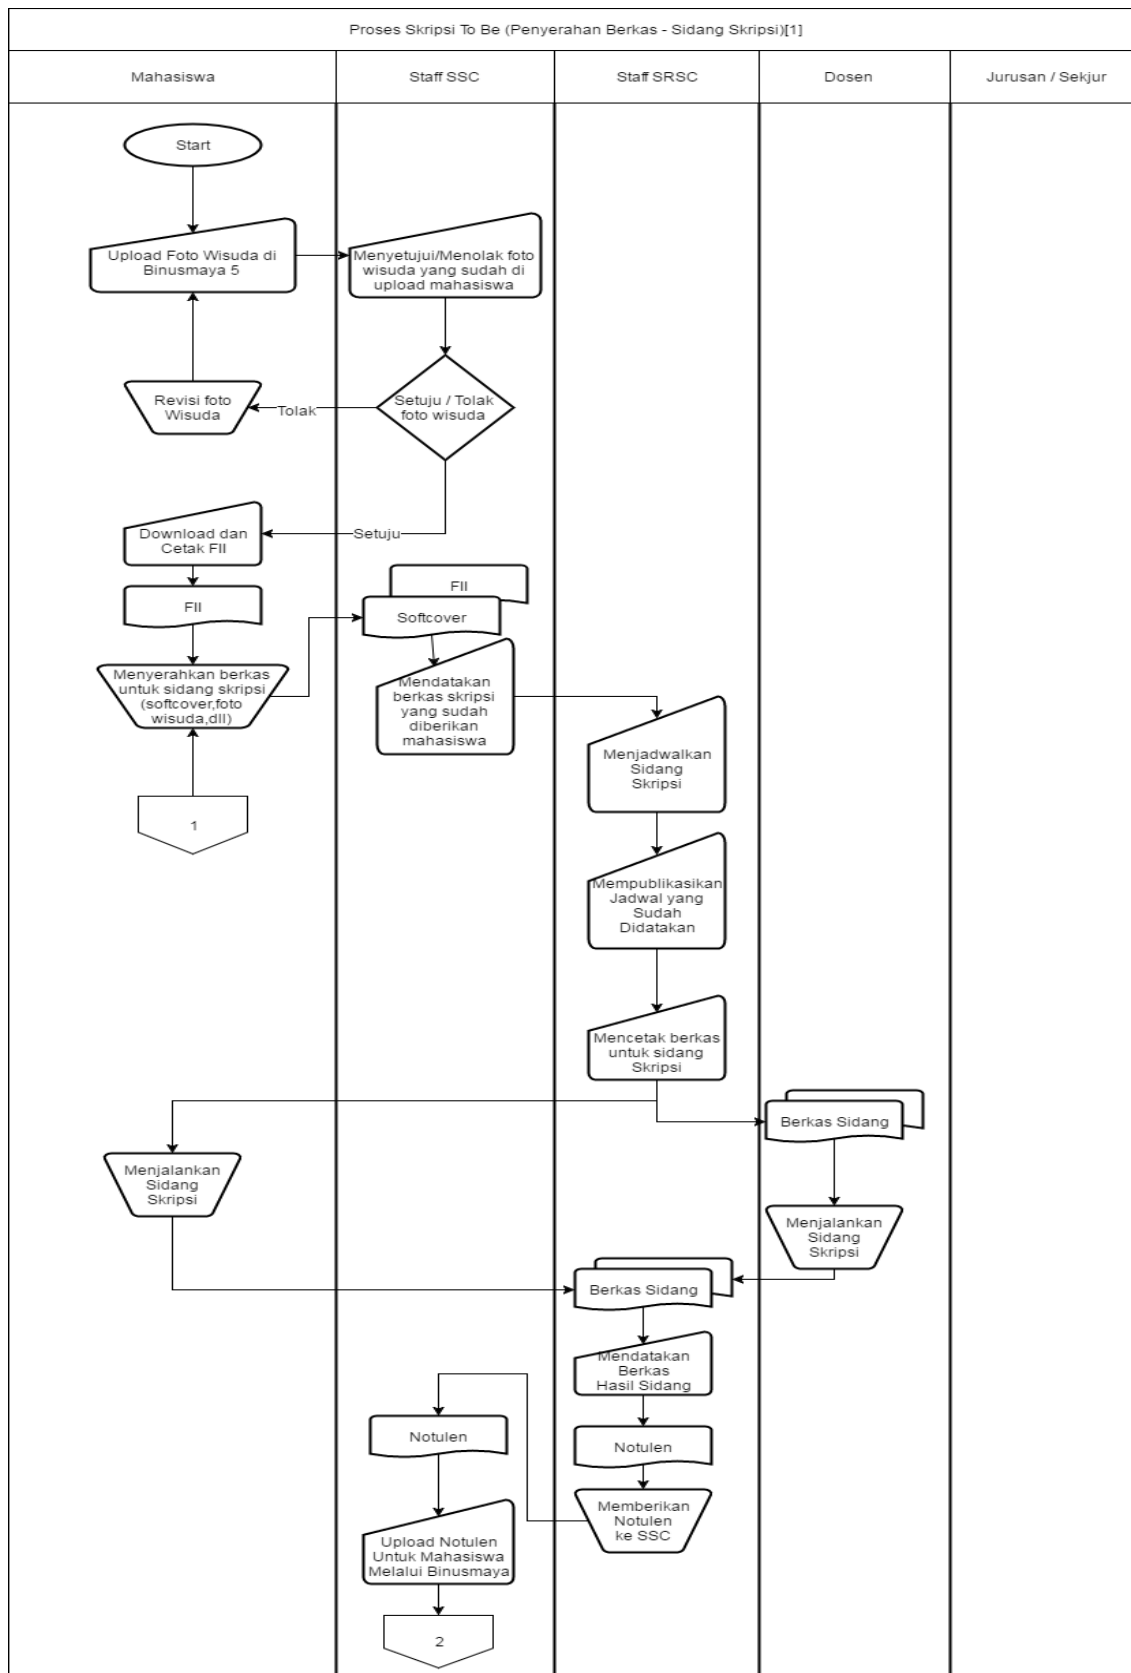 Proses Skripsi To Be (Penyerahan Berkas - Sidang Skripsi)[1]
Mahasiswa
Staff SSC
Staff SRSC
Dosen
Jurusan / Sekjur
Start
Upload Foto Wisuda di
Binusmaya 5
Menyetujui/Menolak foto
wisuda yang sudah di
upload mahasiswa
Setuju / Tolak
foto wisuda
Tolak
Revisi foto
Wisuda
Setuju
Download dan
Cetak FII
FII
Menyerahkan berkas
untuk sidang skripsi
(softcover,foto
wisuda,dll)
1
FII
Softcover
Mendatakan
berkas skripsi
yang sudah
diberikan
mahasiswa
Menjadwalkan
Sidang
Skripsi
Mempublikasikan
Jadwal yang
Sudah
Didatakan
Mencetak berkas
untuk sidang
Skripsi
Berkas Sidang
Menjalankan
Sidang
Skripsi
Menjalankan
Sidang
Skripsi
Berkas Sidang
Mendatakan
Berkas
Hasil Sidang
Notulen
Memberikan
Notulen
ke SSC
Notulen
Upload Notulen
Untuk Mahasiswa
Melalui Binusmaya
2